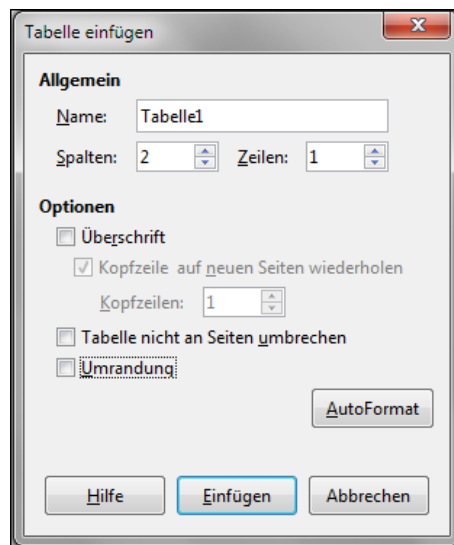 Tabelle einfügen
Allgemein
Name: Tabelle1
Spalten: 2 Zeilen: 1
Optionen
Überschrift
Kopfzeile auf neuen Seiten wiederholen
Kopfzeilen: 1
Tabelle nicht an Seiten umbrechen
Umrandung
AutoFormat
Hilfe Einfügen Abbrechen